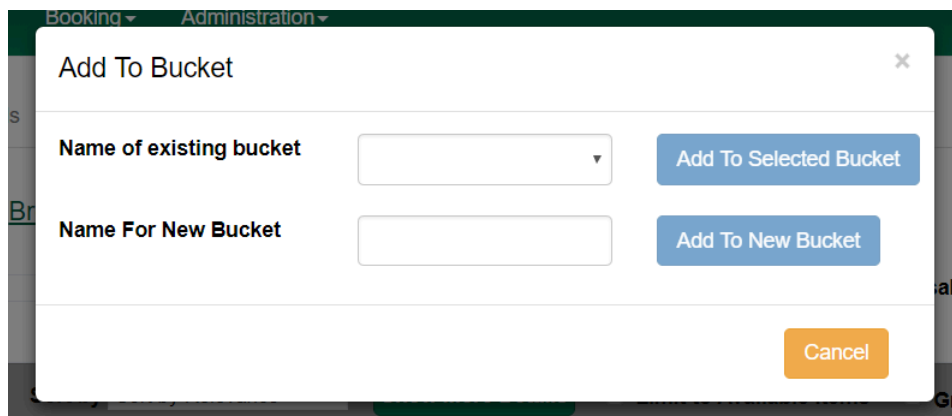 Booking Administration
Add To Bucket ×
Name of existing bucket Add To Selected Bucket
Name For New Bucket Add To New Bucket
Cancel